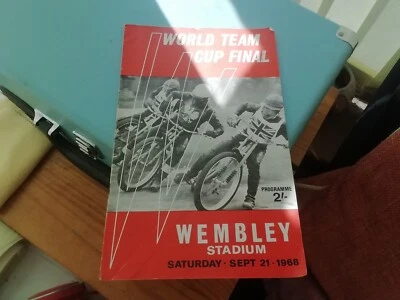 WORLD TEAM
CUP FINAL
PROGRAMME
2/-
WEMBLEY
STADIUM
SATURDAY · SEPT 21 · 1968